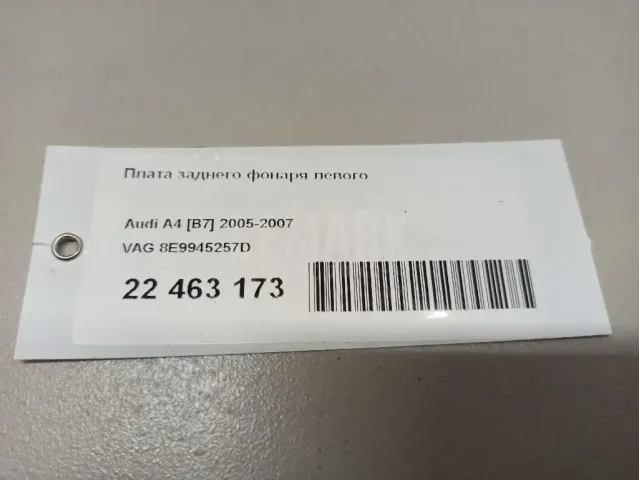 Плата заднего фонаря левого
Audi A4 [B7] 2005-2007
VAG 8E9945257D
22 463 173